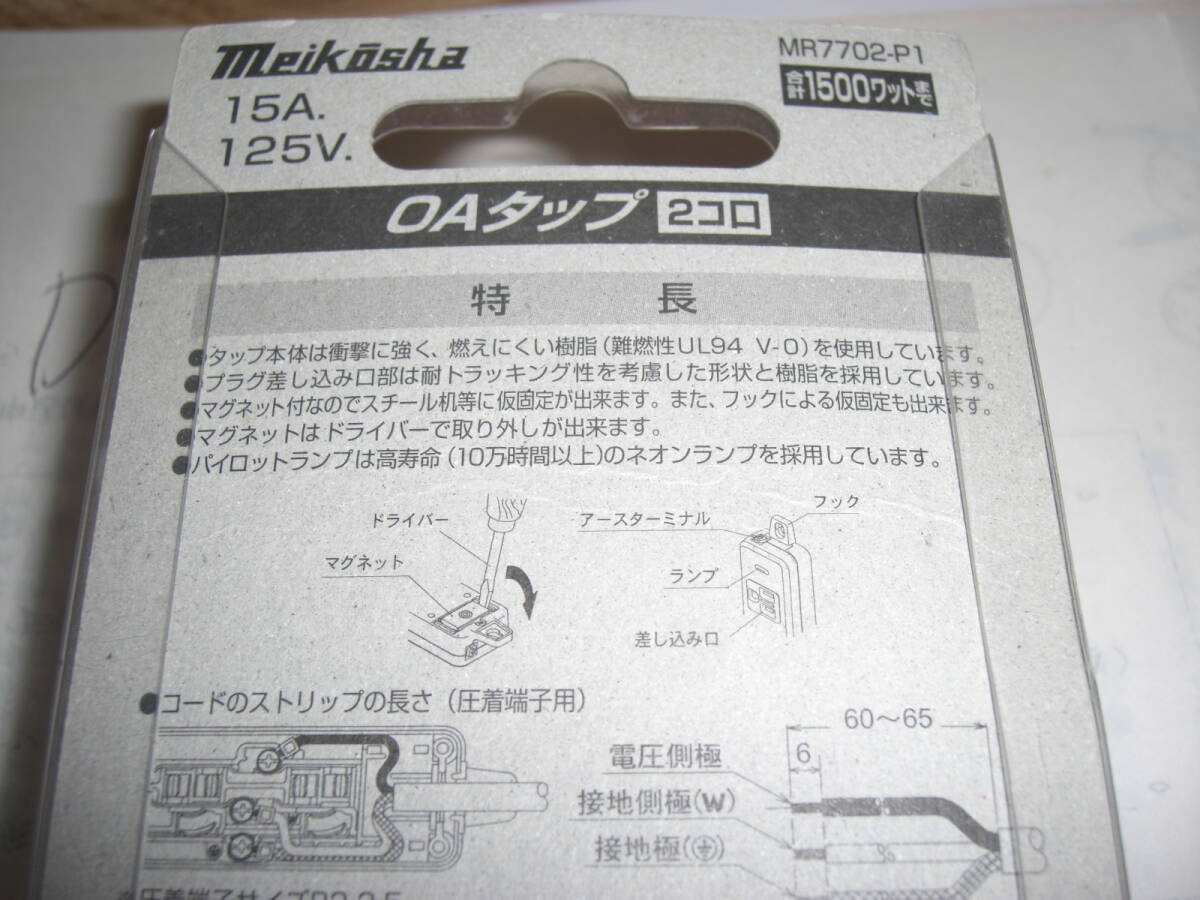 Meikōsha
MR7702-P1
合計1500ワットまで
15A.
125V.
OAタップ 2コロ
特長
●タップ本体は衝撃に強く、燃えにくい樹脂（難燃性UL94 V-0）を使用しています。
●プラグ差し込み口部は耐トラッキング性を考慮した形状と樹脂を採用しています。
●マグネット付なのでスチール机等に仮固定が出来ます。また、フックによる仮固定も出来ます。
●マグネットはドライバーで取り外しが出来ます。
●パイロットランプは高寿命（10万時間以上）のネオンランプを採用しています。
ドライバー
マグネット
アースターミナル
フック
ランプ
差し込み口
●コードのストリップの長さ（圧着端子用）
60～65
6
電圧側極
接地側極(W)
接地極(⏚)